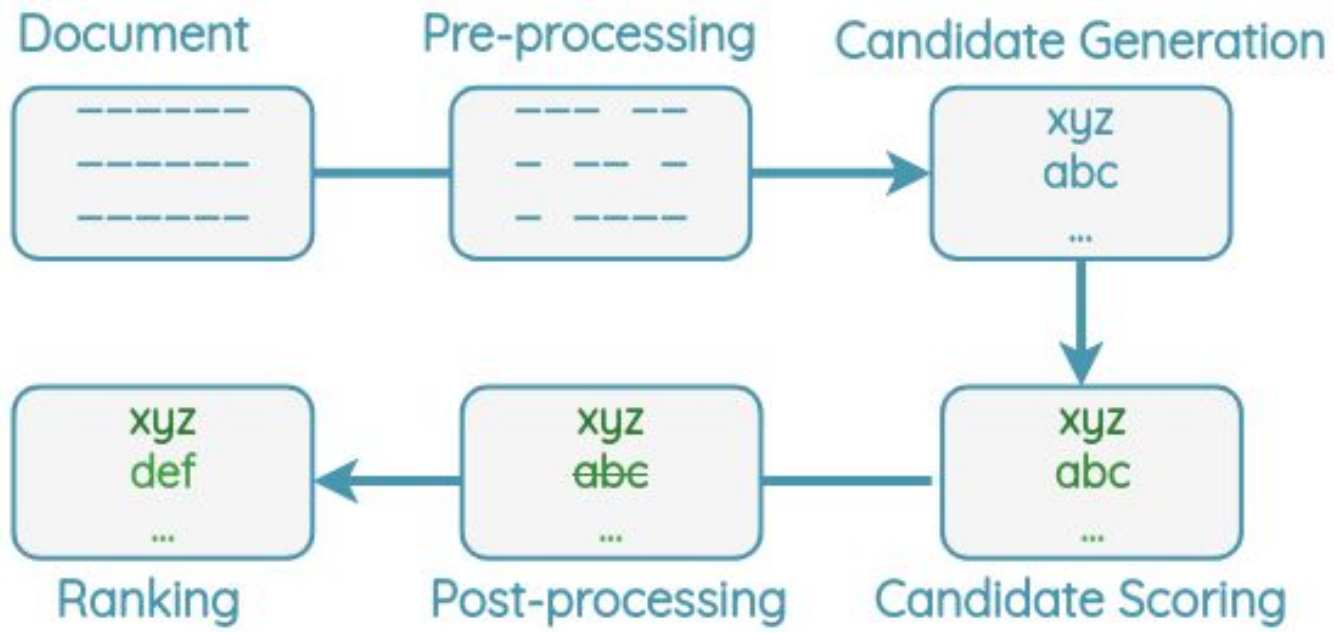 Document
Pre-processing
Candidate Generation
xyz
abc
...
xyz
abc
...
Candidate Scoring
xyz
abc
...
Post-processing
xyz
def
...
Ranking